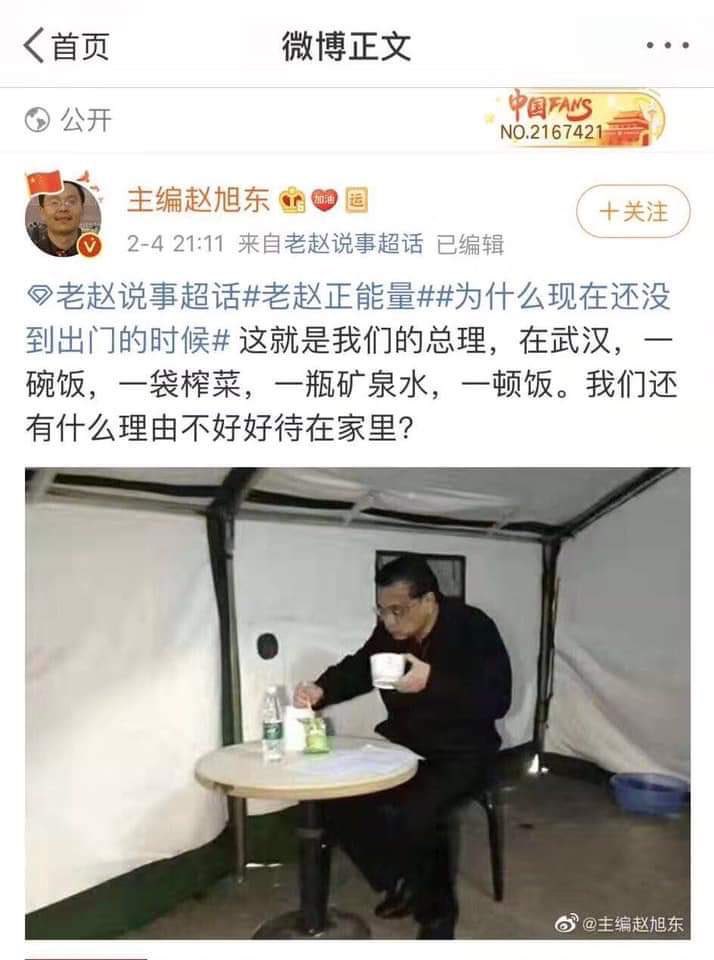 首页
微博正文
公开
中国FANS
NO.2167421
主编赵旭东
加油
运
+关注
2-4 21:11 来自老赵说事超话 已编辑
老赵说事超话#老赵正能量##为什么现在还没
到出门的时候# 这就是我们的总理，在武汉，一
碗饭，一袋榨菜，一瓶矿泉水，一顿饭。我们还
有什么理由不好好待在家里？
@主编赵旭东